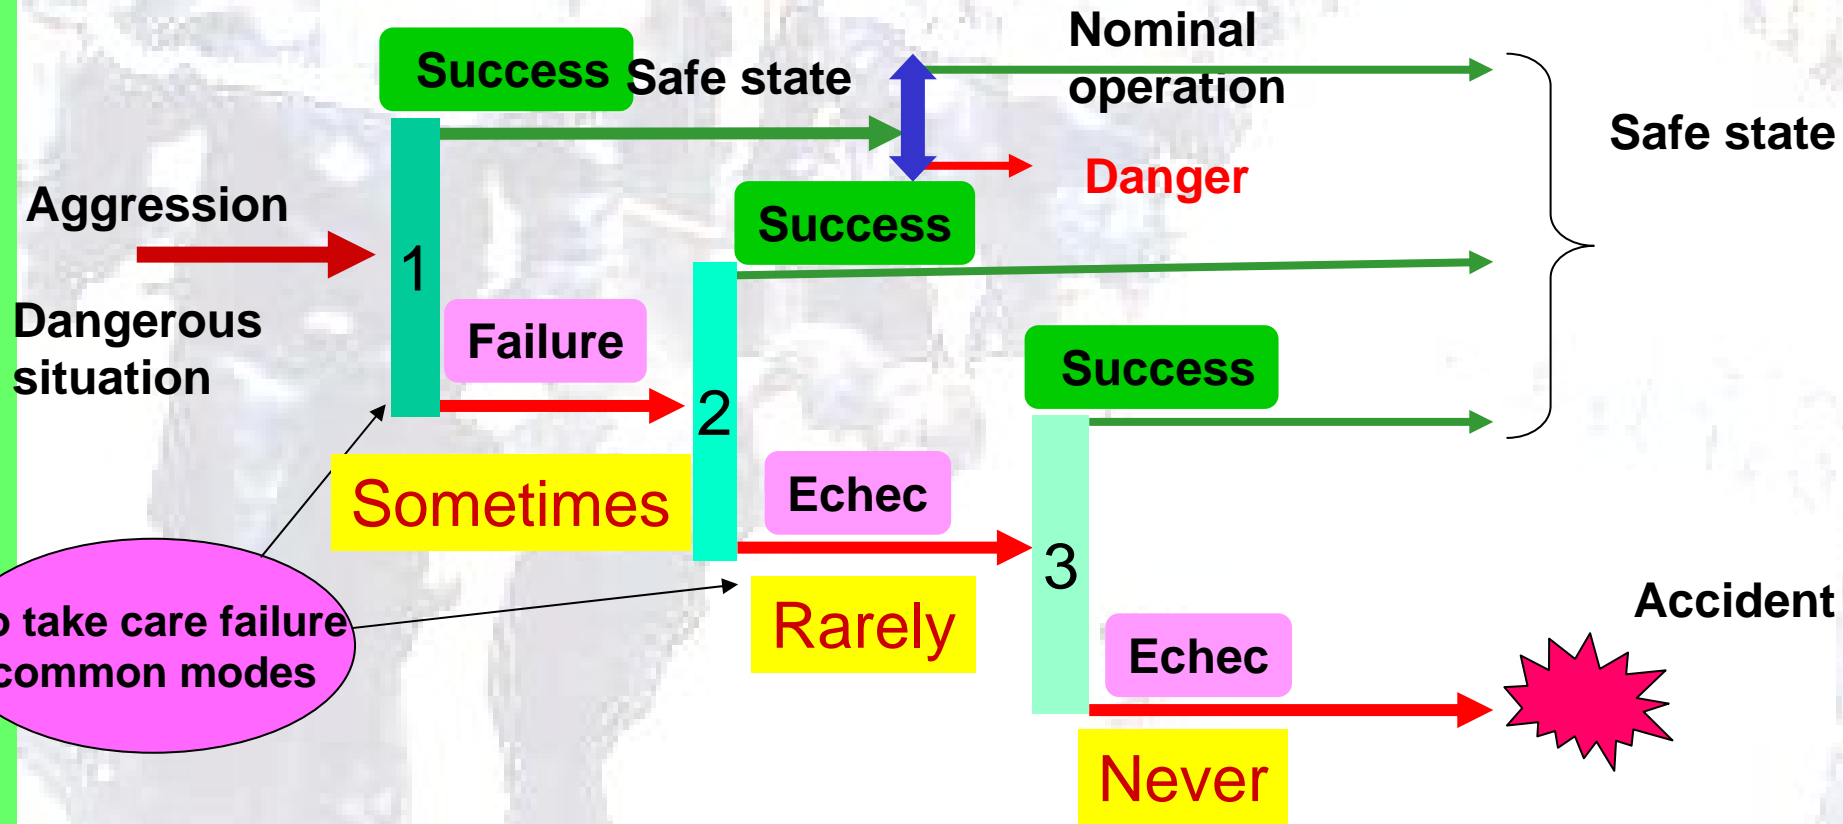 Success
Safe state
Nominal
operation
Safe state
Danger
Aggression
Success
1
Dangerous
situation
Failure
Success
2
Sometimes
Echec
3
take care failure
common modes
Rarely
Accident
Echec
Never